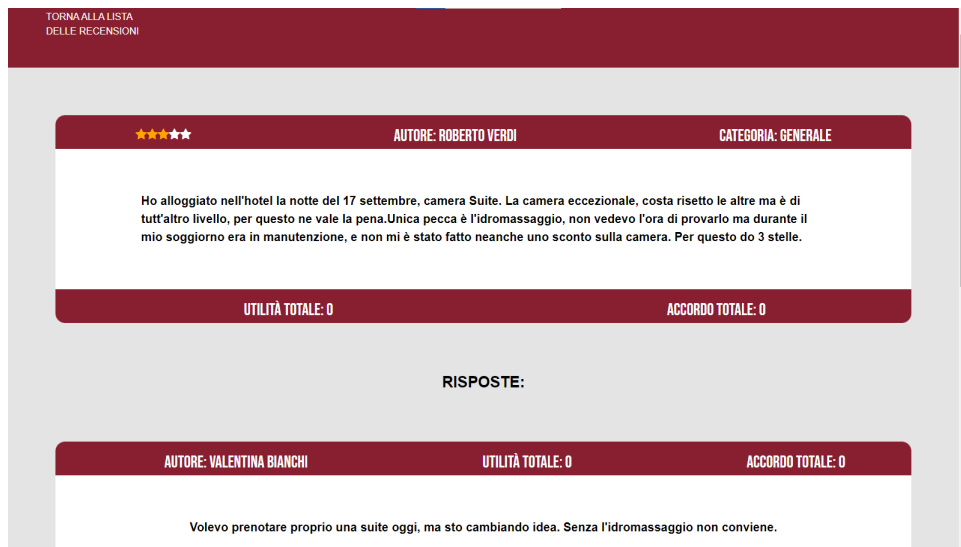 TORNA ALLA LISTA
DELLE RECENSIONI
AUTORE: ROBERTO VERDI
CATEGORIA: GENERALE
Ho alloggiato nell'hotel la notte del 17 settembre, camera Suite. La camera eccezionale, costa risetto le altre ma è di
tutt'altro livello, per questo ne vale la pena.Unica pecca è l'idromassaggio, non vedevo l'ora di provarlo ma durante il
mio soggiorno era in manutenzione, e non mi è stato fatto neanche uno sconto sulla camera. Per questo do 3 stelle.
UTILITÀ TOTALE: 0
ACCORDO TOTALE: 0
RISPOSTE:
AUTORE: VALENTINA BIANCHI
UTILITÀ TOTALE: 0
ACCORDO TOTALE: 0
Volevo prenotare proprio una suite oggi, ma sto cambiando idea. Senza l'idromassaggio non conviene.